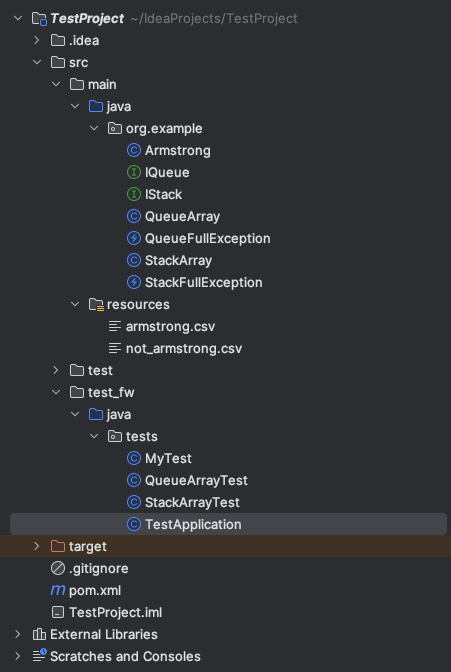 TestProject ~/IdeaProjects/TestProject
.idea
src
main
java
org.example
Armstrong
IQueue
IStack
QueueArray
QueueFullException
StackArray
StackFullException
resources
armstrong.csv
not_armstrong.csv
test
test_fw
java
tests
MyTest
QueueArrayTest
StackArrayTest
TestApplication
target
.gitignore
pom.xml
TestProject.iml
External Libraries
Scratches and Consoles